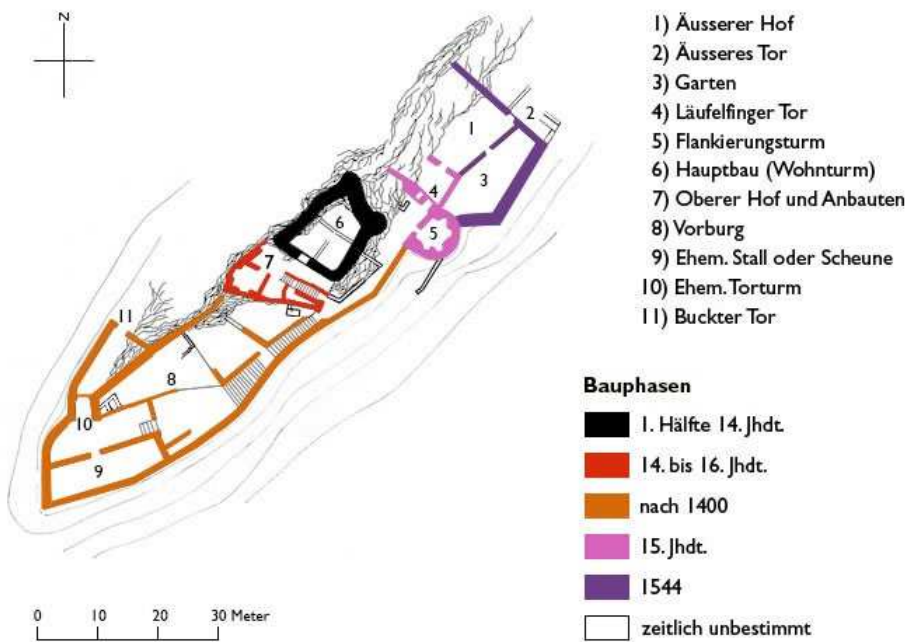 N
1) Äusserer Hof
2) Äusseres Tor
3) Garten
4) Läufelfinger Tor
5) Flankierungsturm
6) Hauptbau (Wohnturm)
7) Oberer Hof und Anbauten
8) Vorburg
9) Ehem. Stall oder Scheune
10) Ehem. Torturm
11) Buckter Tor
1
2
3
4
5
6
7
8
9
10
11
Bauphasen
1. Hälfte 14. Jhdt.
14. bis 16. Jhdt.
nach 1400
15. Jhdt.
1544
zeitlich unbestimmt
0 10 20 30 Meter